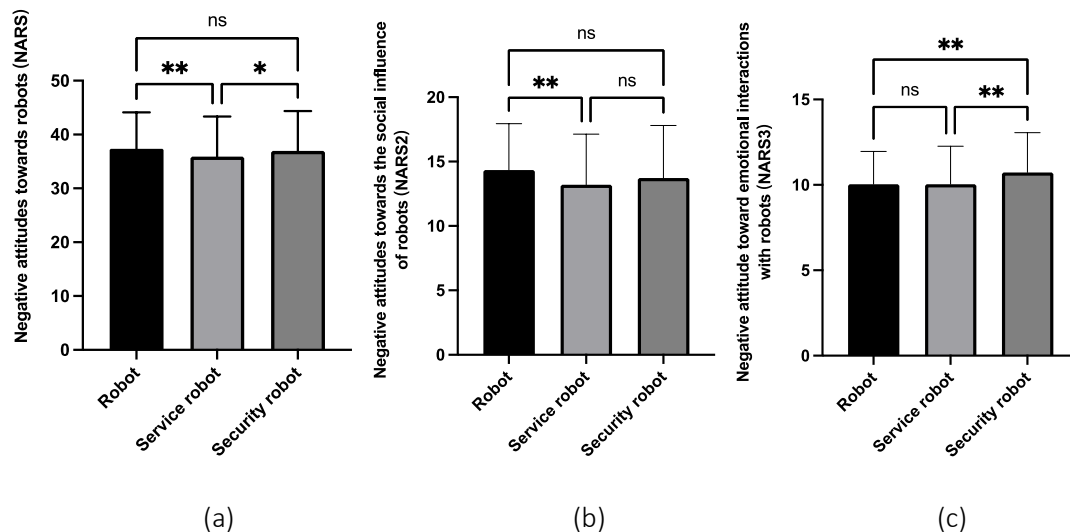 Negative attitudes towards robots (NARS)
ns
**
*
50
40
30
20
10
0
Robot
Service robot
Security robot
(a)
Negative attitudes towards the social influence
of robots (NARS2)
ns
**
ns
20
15
10
5
0
Robot
Service robot
Security robot
(b)
Negative attitude toward emotional interactions
with robots (NARS3)
**
ns
**
15
10
5
0
Robot
Service robot
Security robot
(c)